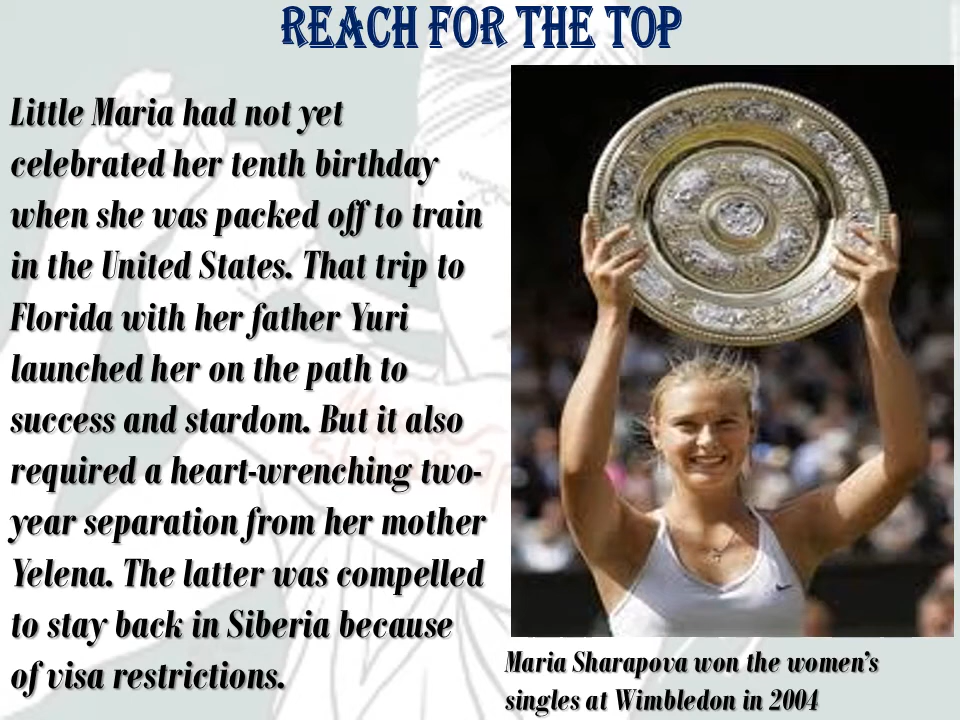 REACH FOR THE TOP
Little Maria had not yet
celebrated her tenth birthday
when she was packed off to train
in the United States. That trip to
Florida with her father Yuri
launched her on the path to
success and stardom. But it also
required a heart-wrenching two-
year separation from her mother
Yelena. The latter was compelled
to stay back in Siberia because
of visa restrictions.
Maria Sharapova won the women's
singles at Wimbledon in 2004